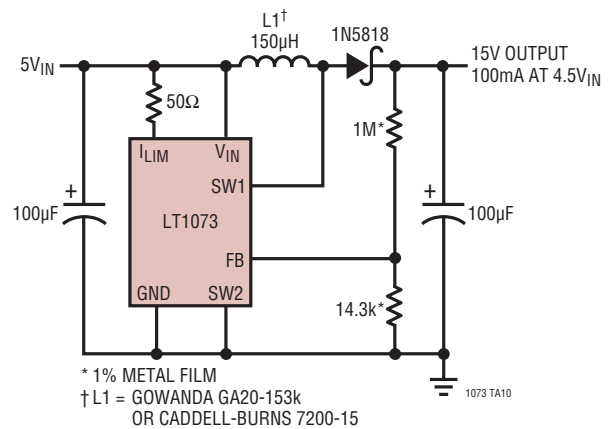 L1†
150µH
1N5818
5VIN
15V OUTPUT
100mA AT 4.5VIN
50Ω
1M*
ILIM
VIN
SW1
100µF
LT1073
100µF
FB
GND
SW2
14.3k*
* 1% METAL FILM
† L1 = GOWANDA GA20-153k
OR CADDELL-BURNS 7200-15
1073 TA10
+
+